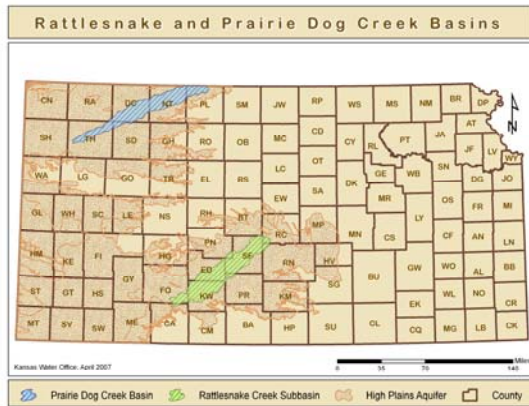 Rattlesnake and Prairie Dog Creek Basins
N
CN RA DC NT PL SM JW RP WS MS NM BR DP
SH TH SD GH RO OB MC CD CY RL PT JA AT
JF LV WY
WA LG GO TR EL RS LC OT DK GE WB SN DG JO
EW SA MR
GL WH SC LE NS RH BT RC MP MN CS LY OS FR MI
HM KE FI HG PN SF RN HV CF AN LN
GY ED SG BU GW WO AL BB
ST GT HS FO KW PR KM EK WL NO CR
MT SY SW ME CA CM BA HP SU CL CQ MG LB CK
Kansas Water Office: April 2007
0 35 70 140
Miles
Prairie Dog Creek Basin
Rattlesnake Creek Subbasin
High Plains Aquifer
County